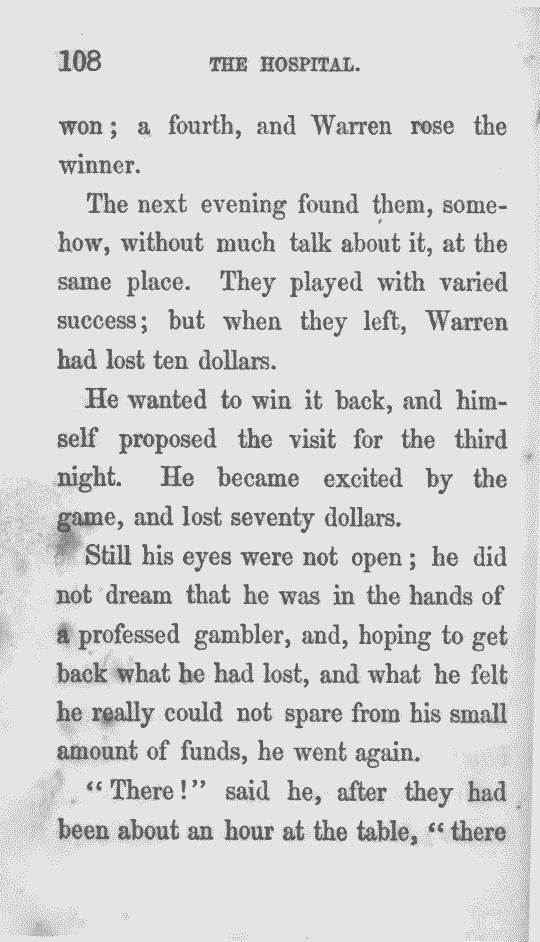 108 THE HOSPITAL.
won; a fourth, and Warren rose the
winner.
The next evening found them, some-
how, without much talk about it, at the
same place. They played with varied
success; but when they left, Warren
had lost ten dollars.
He wanted to win it back, and him-
self proposed the visit for the third
night. He became excited by the
game, and lost seventy dollars.
Still his eyes were not open; he did
not dream that he was in the hands of
a professed gambler, and, hoping to get
back what he had lost, and what he felt
he really could not spare from his small
amount of funds, he went again.
“There!” said he, after they had
been about an hour at the table, “there